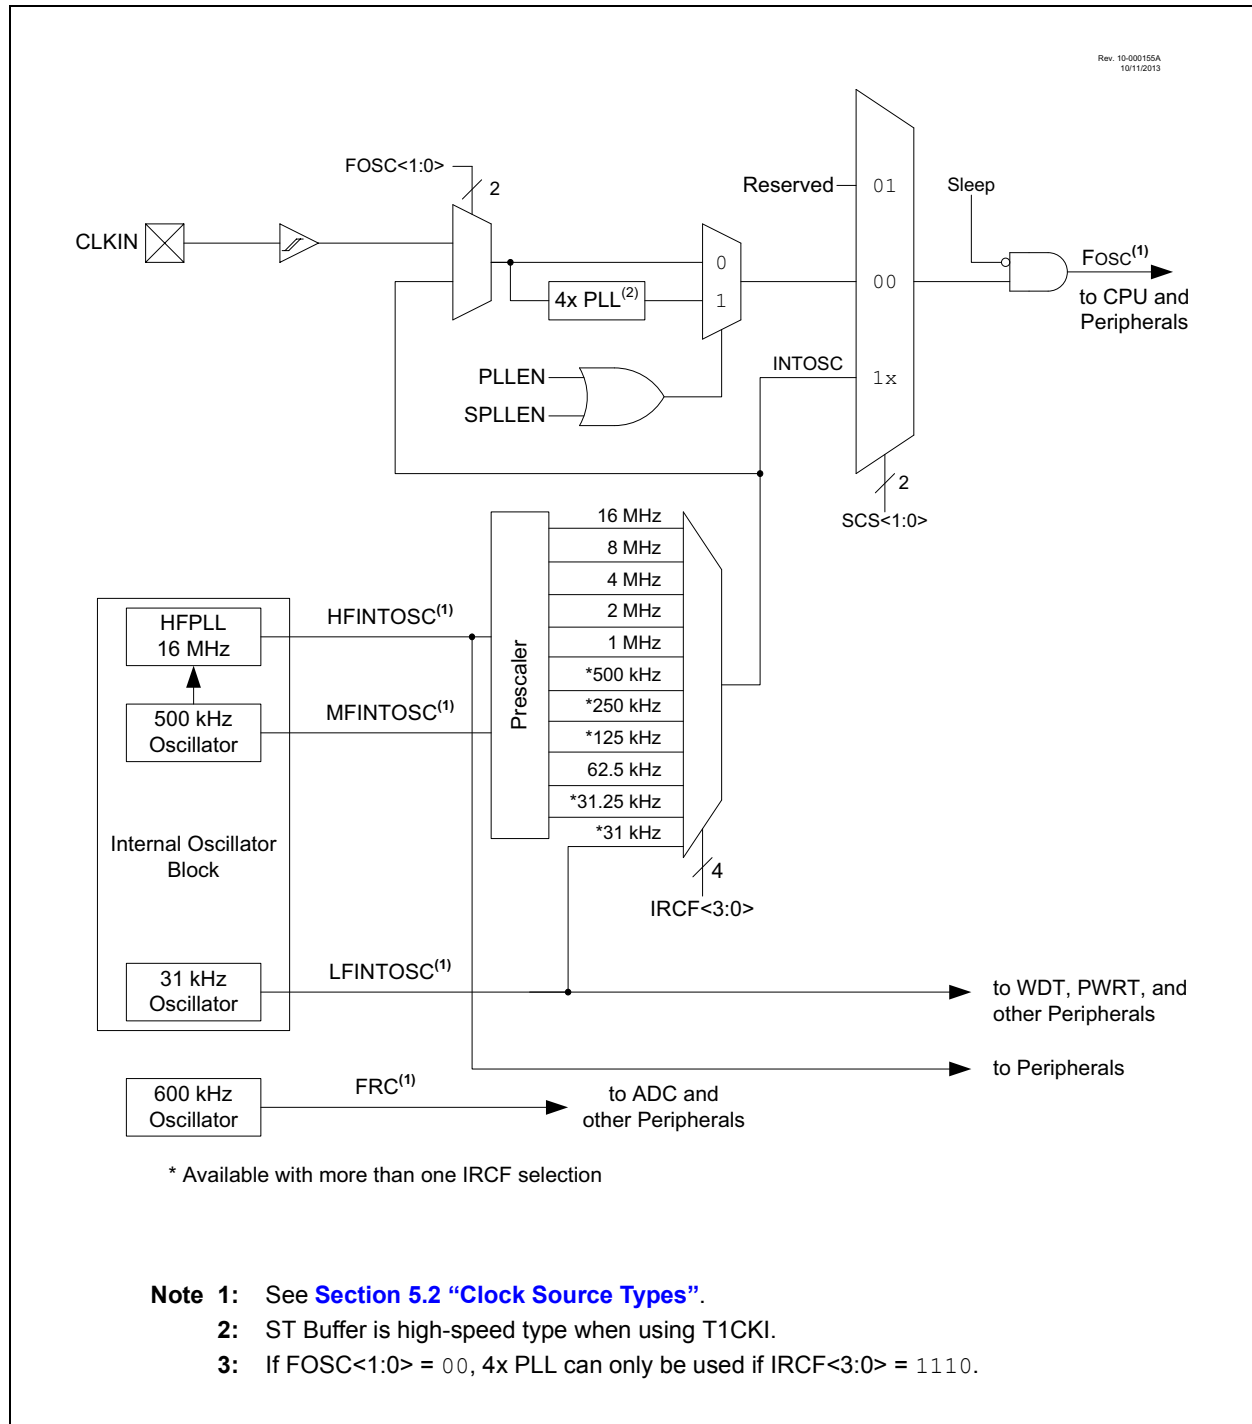 Rev. 10-000155A
10/11/2013
FOSC<1:0>
2
Reserved
01
Sleep
CLKIN
0
FOSC(1)
4x PLL(2)
1
00
to CPU and
Peripherals
PLLEN
INTOSC
1x
SPLLEN
2
SCS<1:0>
16 MHz
8 MHz
4 MHz
2 MHz
1 MHz
*500 kHz
*250 kHz
*125 kHz
62.5 kHz
*31.25 kHz
*31 kHz
HFPLL
16 MHz
HFINTOSC(1)
Prescaler
500 kHz
Oscillator
MFINTOSC(1)
Internal Oscillator
Block
4
IRCF<3:0>
31 kHz
Oscillator
LFINTOSC(1)
to WDT, PWRT, and
other Peripherals
to Peripherals
600 kHz
Oscillator
FRC(1)
to ADC and
other Peripherals
* Available with more than one IRCF selection
Note 1: See Section 5.2 “Clock Source Types”.
2: ST Buffer is high-speed type when using T1CKI.
3: If FOSC<1:0> = 00, 4x PLL can only be used if IRCF<3:0> = 1110.